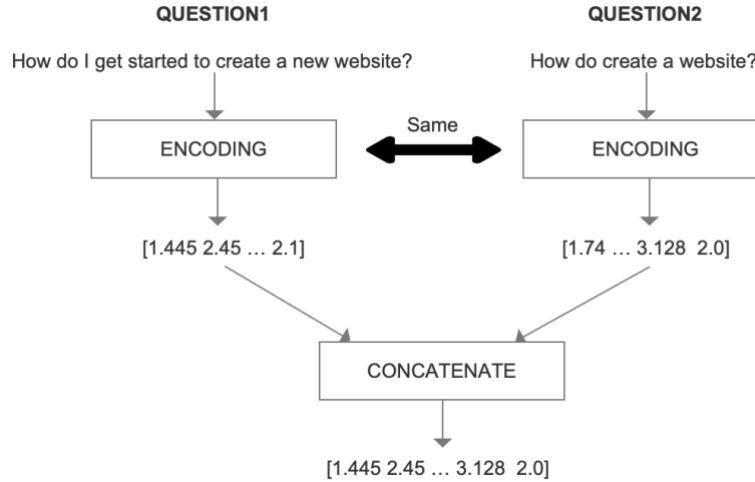 QUESTION1
QUESTION2
How do I get started to create a new website?
How do create a website?
Same
ENCODING
ENCODING
[1.445 2.45 … 2.1]
[1.74 … 3.128 2.0]
CONCATENATE
[1.445 2.45 … 3.128 2.0]